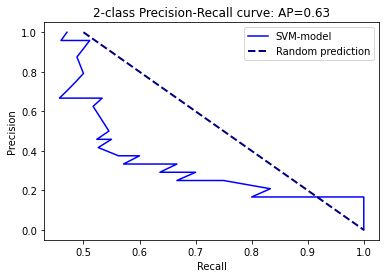 2-class Precision-Recall curve: AP=0.63
SVM-model
Random prediction
Precision
1.0
0.8
0.6
0.4
0.2
0.0
0.5
0.6
0.7
0.8
0.9
1.0
Recall